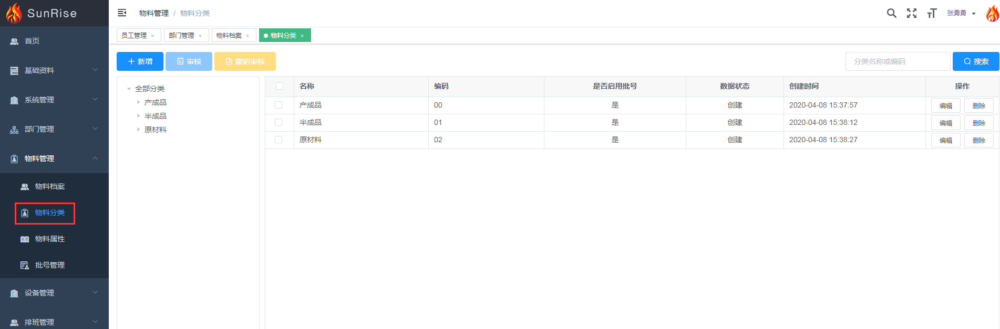 SunRise
首页
基础资料
系统管理
部门管理
物料管理
物料档案
物料分类
物料属性
批号管理
设备管理
排班管理
物料管理 / 物料分类
张勇勇
员工管理 × 部门管理 × 物料档案 × 物料分类 ×
新增 审核 撤销审核
分类名称或编码 搜索
全部分类
产成品
半成品
原材料
名称 编码 是否启用批号 数据状态 创建时间 操作
产成品 00 是 创建 2020-04-08 15:37:57 编辑 删除
半成品 01 是 创建 2020-04-08 15:38:12 编辑 删除
原材料 02 是 创建 2020-04-08 15:38:27 编辑 删除